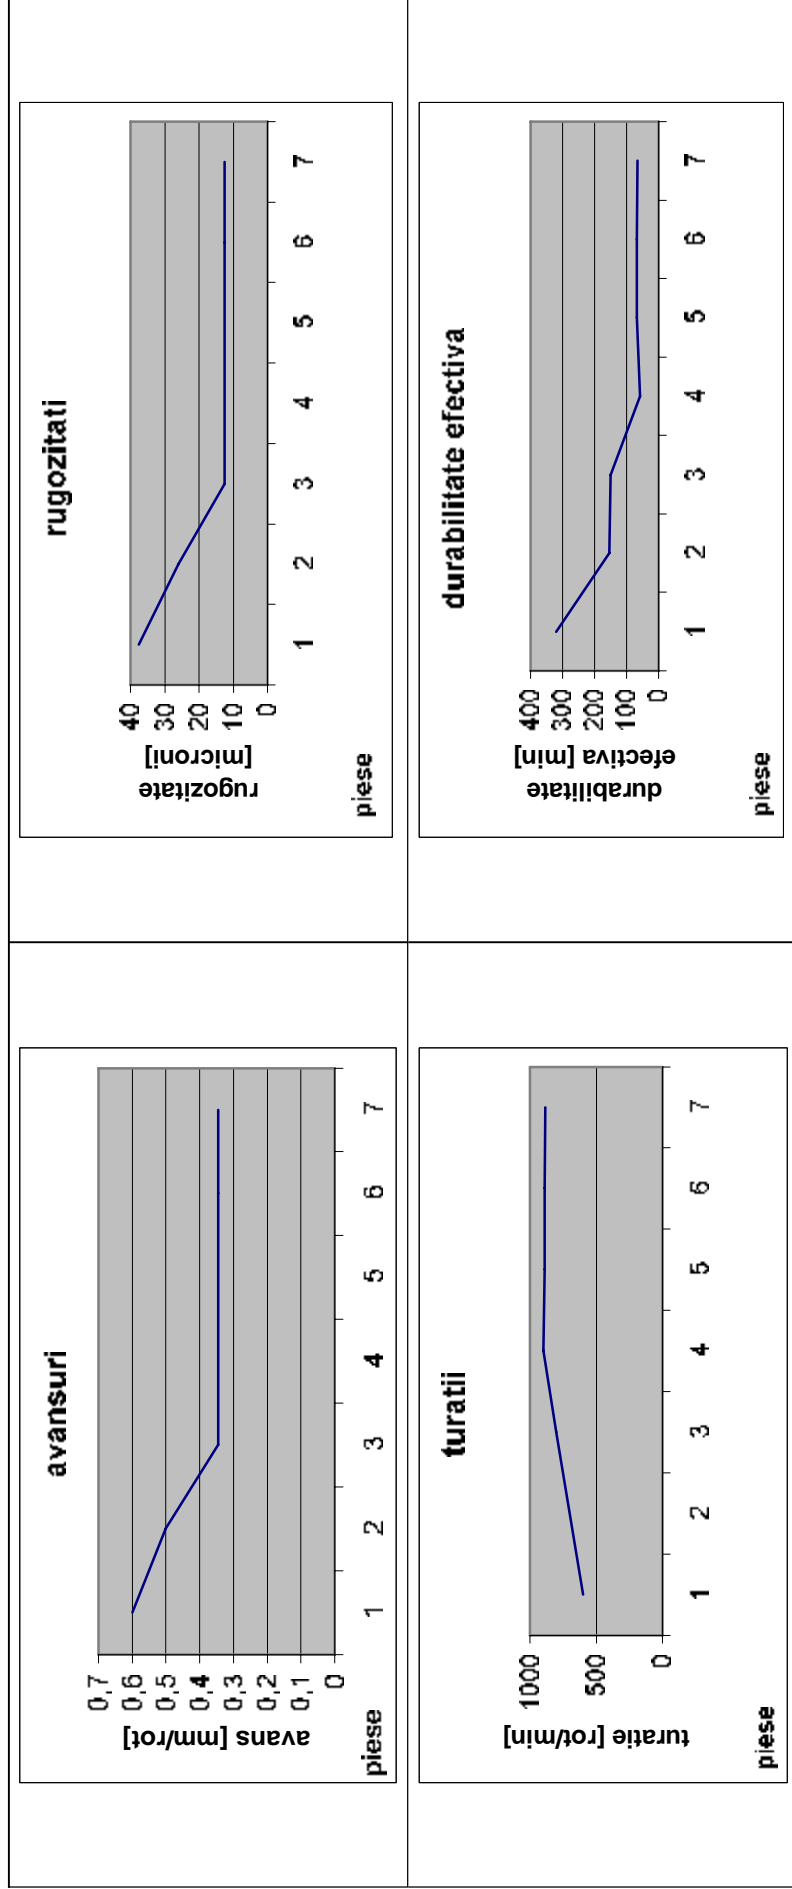 avansuri
0,7
0,6
0,5
0,4
0,3
0,2
0,1
0
avans [mm/rot]
1 2 3 4 5 6 7
piese
rugozitati
40
30
20
10
0
rugozitate
[microni]
1 2 3 4 5 6 7
piese
turatii
1000
500
0
turatie [rot/min]
1 2 3 4 5 6 7
piese
durabilitate efectiva
400
300
200
100
0
durabilitate
efectiva [min]
1 2 3 4 5 6 7
piese